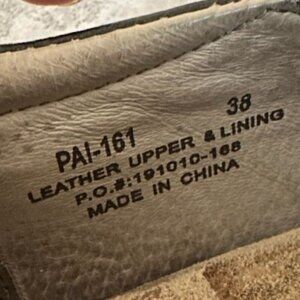 PAI-161 38
LEATHER UPPER & LINING
P.O.#:191010-168
MADE IN CHINA